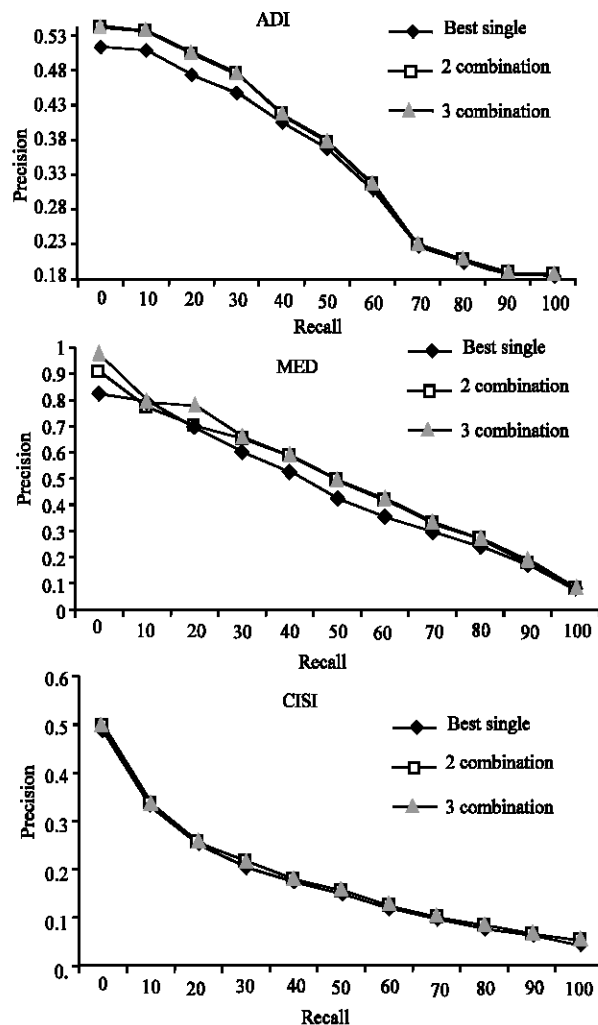 ADI
Precision
0.53
0.48
0.43
0.38
0.33
0.28
0.23
0.18
Best single
2 combination
3 combination
0 10 20 30 40 50 60 70 80 90 100
Recall
MED
Precision
1
0.9
0.8
0.7
0.6
0.5
0.4
0.3
0.2
0.1
0
Best single
2 combination
3 combination
0 10 20 30 40 50 60 70 80 90 100
Recall
CISI
Precision
0.6
0.5
0.4
0.3
0.2
0.1
0.
Best single
2 combination
3 combination
0 10 20 30 40 50 60 70 80 90 100
Recall